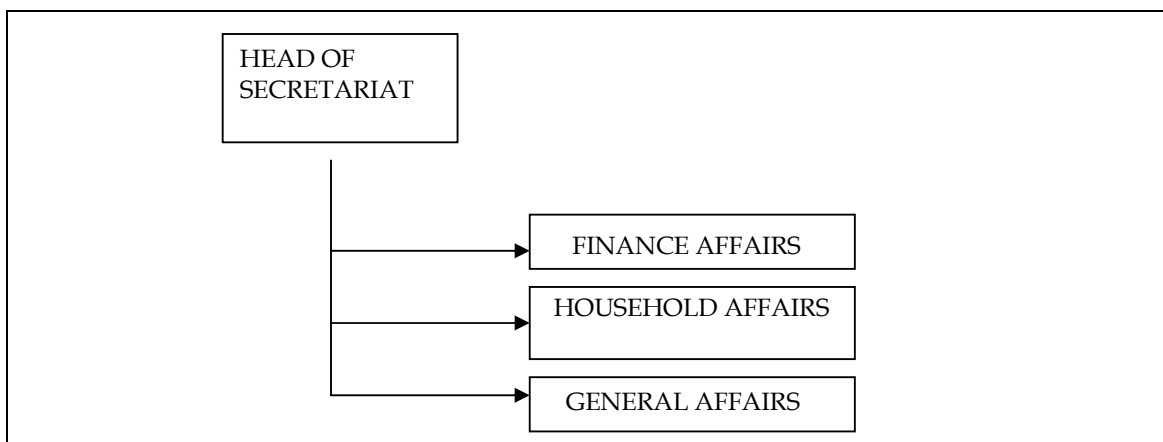 HEAD OF
SECRETARIAT
FINANCE AFFAIRS
HOUSEHOLD AFFAIRS
GENERAL AFFAIRS